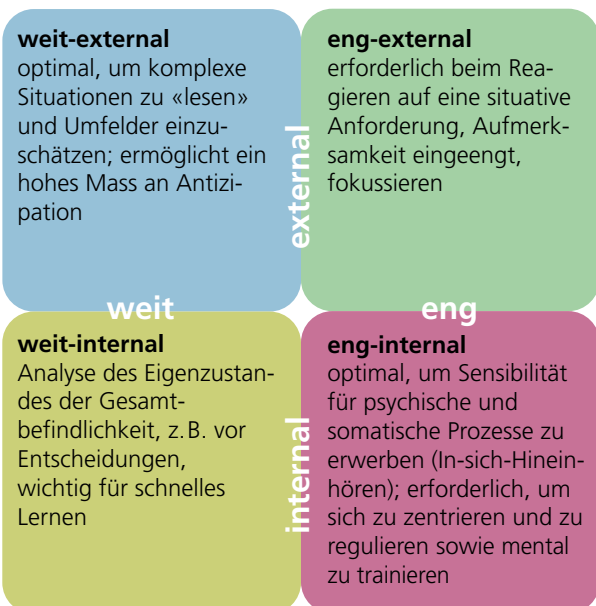 weit-external
optimal, um komplexe
Situationen zu «lesen»
und Umfelder einzu-
schätzen; ermöglicht ein
hohes Mass an Antizi-
pation
eng-external
erforderlich beim Rea-
gieren auf eine situative
Anforderung, Aufmerk-
samkeit eingeengt,
fokussieren
external
weit
eng
weit-internal
Analyse des Eigenzustan-
des der Gesamt-
befindlichkeit, z. B. vor
Entscheidungen,
wichtig für schnelles
Lernen
internal
eng-internal
optimal, um Sensibilität
für psychische und
somatische Prozesse zu
erwerben (In-sich-Hinein-
hören); erforderlich, um
sich zu zentrieren und zu
regulieren sowie mental
zu trainieren